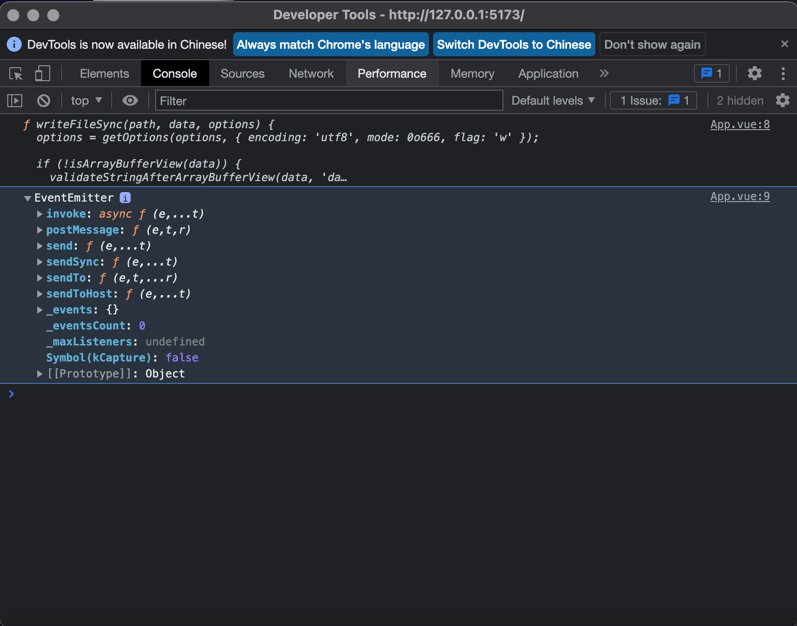 Developer Tools - http://127.0.0.1:5173/
DevTools is now available in Chinese! Always match Chrome's language Switch DevTools to Chinese Don't show again
Elements Console Sources Network Performance Memory Application 1
top Filter Default levels 1 Issue: 1 2 hidden
ƒ writeFileSync(path, data, options) { App.vue:8
options = getOptions(options, { encoding: 'utf8', mode: 0o666, flag: 'w' });
if (!isArrayBufferView(data)) {
validateStringAfterArrayBufferView(data, 'da…
EventEmitter i App.vue:9
invoke: async ƒ (e,...t)
postMessage: ƒ (e,t,r)
send: ƒ (e,...t)
sendSync: ƒ (e,...t)
sendTo: ƒ (e,t,...r)
sendToHost: ƒ (e,...t)
_events: {}
_eventsCount: 0
_maxListeners: undefined
Symbol(kCapture): false
[[Prototype]]: Object